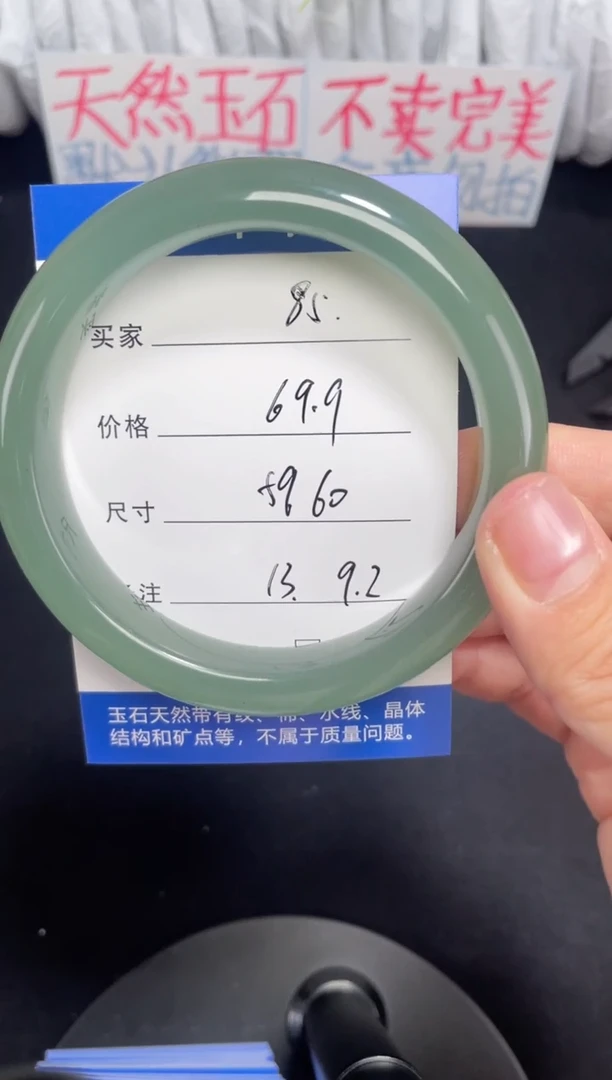 天然玉石 不卖完美
买家 85.
价格 69.9
尺寸 59 60
注 13. 9.2
玉石天然带有纹、棉、水线、晶体
结构和矿点等，不属于质量问题。